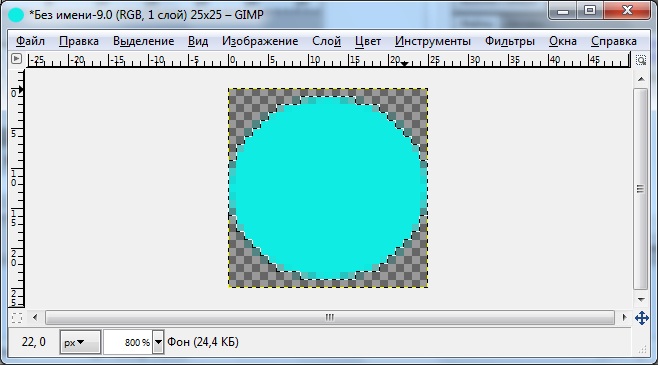 *Без имени-9.0 (RGB, 1 слой) 25x25 – GIMP
Файл Правка Выделение Вид Изображение Слой Цвет Инструменты Фильтры Окна Справка
-25 -20 -15 -10 -5 0 5 10 15 20 25 30 35 40 45
0
5
10
15
20
25
22, 0 px 800 % Фон (24,4 КБ)